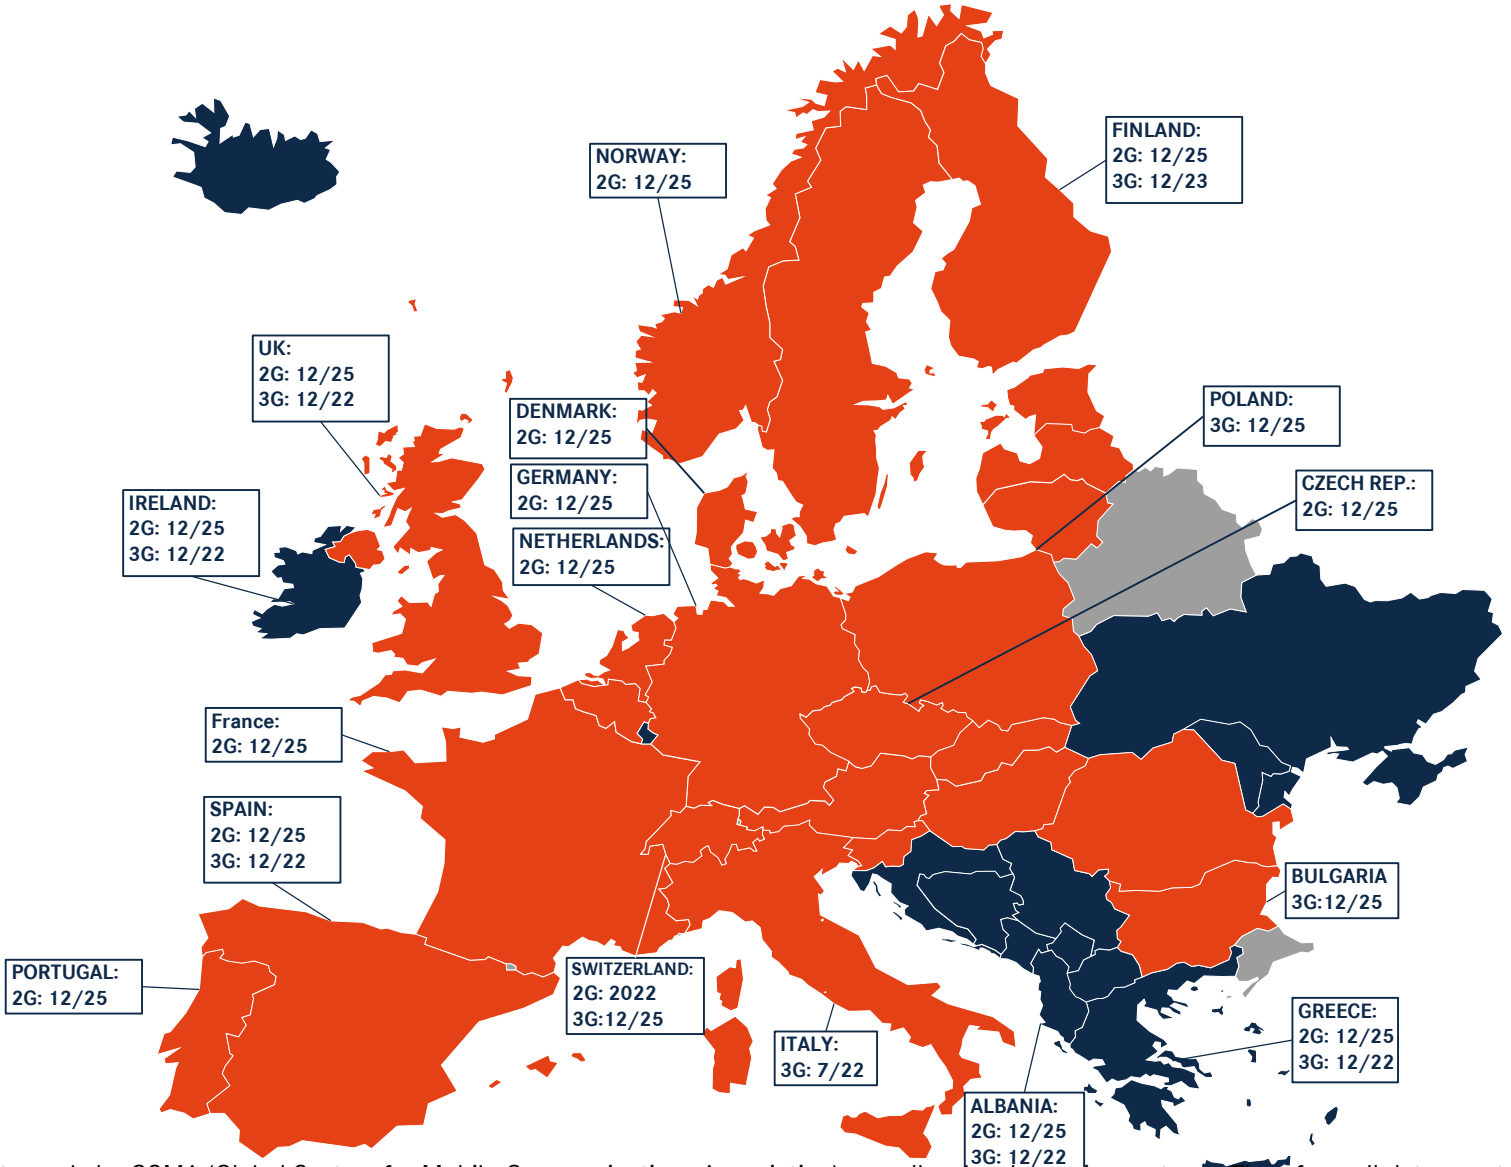 FINLAND:
2G: 12/25
3G: 12/23
NORWAY:
2G: 12/25
UK:
2G: 12/25
3G: 12/22
DENMARK:
2G: 12/25
POLAND:
3G: 12/25
GERMANY:
2G: 12/25
CZECH REP.:
2G: 12/25
IRELAND:
2G: 12/25
3G: 12/22
NETHERLANDS:
2G: 12/25
France:
2G: 12/25
SPAIN:
2G: 12/25
3G: 12/22
BULGARIA
3G:12/25
PORTUGAL:
2G: 12/25
SWITZERLAND:
2G: 2022
3G:12/25
GREECE:
2G: 12/25
3G: 12/22
ITALY:
3G: 7/22
ALBANIA:
2G: 12/25
3G: 12/22